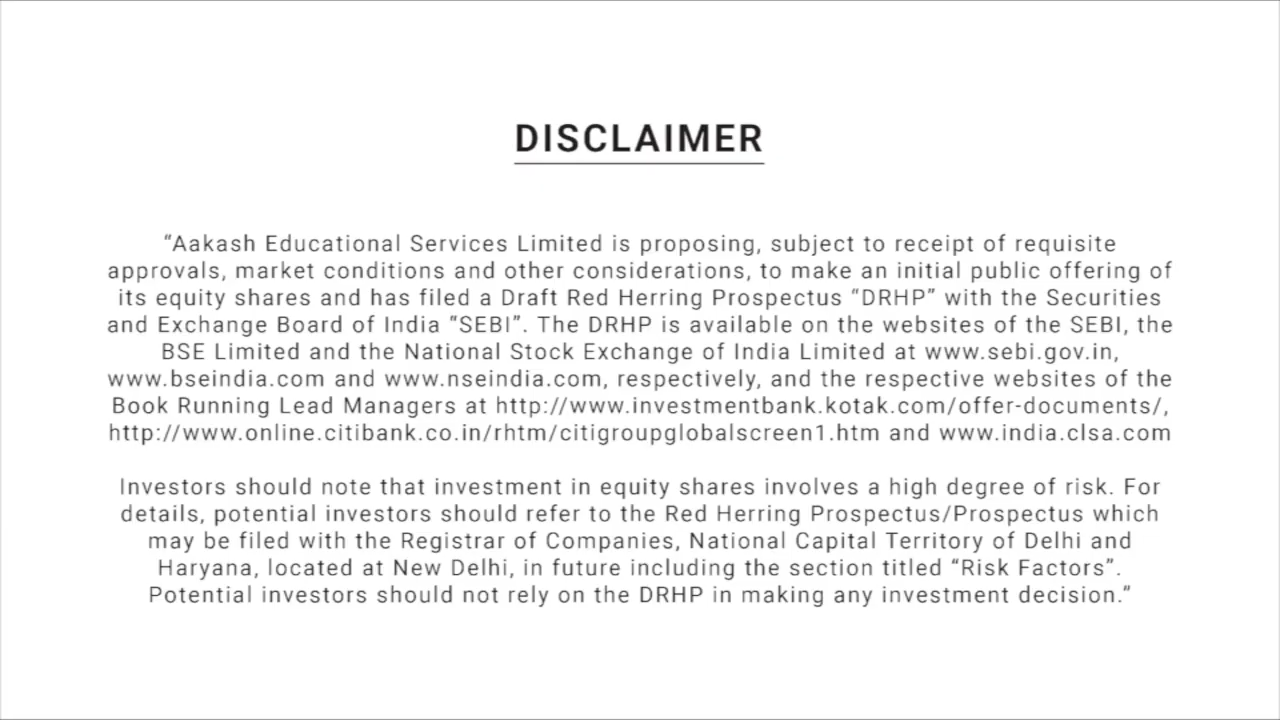 DISCLAIMER
“Aakash Educational Services Limited is proposing, subject to receipt of requisite
approvals, market conditions and other considerations, to make an initial public offering of
its equity shares and has filed a Draft Red Herring Prospectus “DRHP” with the Securities
and Exchange Board of India “SEBI”. The DRHP is available on the websites of the SEBI, the
BSE Limited and the National Stock Exchange of India Limited at www.sebi.gov.in,
www.bseindia.com and www.nseindia.com, respectively, and the respective websites of the
Book Running Lead Managers at http://www.investmentbank.kotak.com/offer-documents/,
http://www.online.citibank.co.in/rhtm/citigroupglobalscreen1.htm and www.india.clsa.com
Investors should note that investment in equity shares involves a high degree of risk. For
details, potential investors should refer to the Red Herring Prospectus/Prospectus which
may be filed with the Registrar of Companies, National Capital Territory of Delhi and
Haryana, located at New Delhi, in future including the section titled “Risk Factors”.
Potential investors should not rely on the DRHP in making any investment decision.”